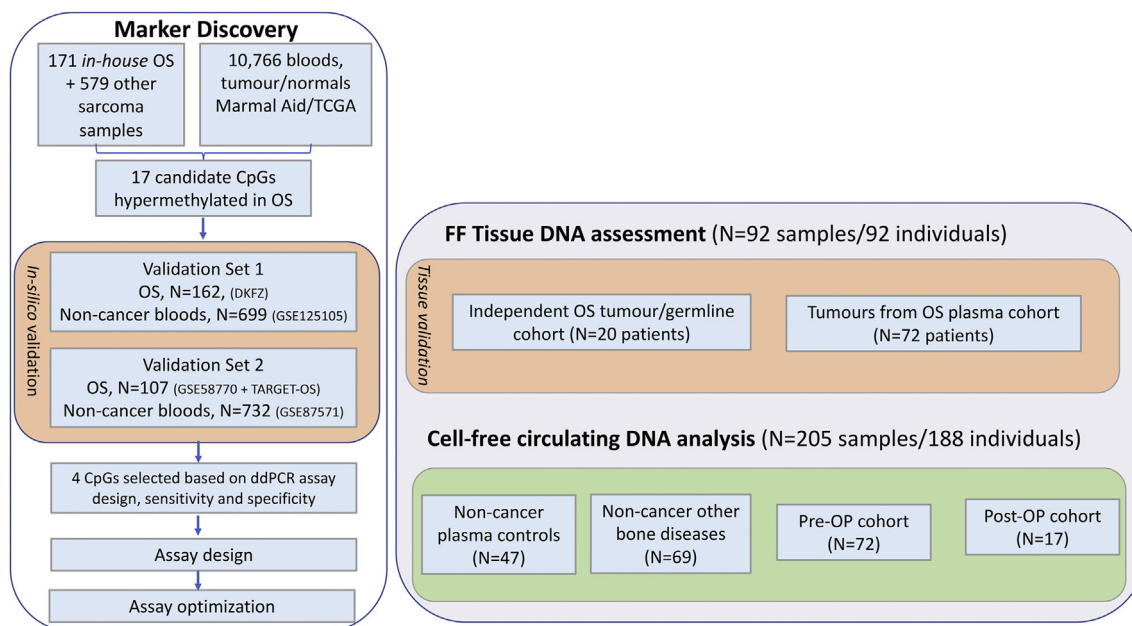 Marker Discovery
171 in-house OS
+ 579 other
sarcoma
samples
10,766 bloods,
tumour/normals
Marmal Aid/TCGA
17 candidate CpGs
hypermethylated in OS
In-silico validation
Validation Set 1
OS, N=162, (DKFZ)
Non-cancer bloods, N=699 (GSE125105)
Validation Set 2
OS, N=107 (GSE58770 + TARGET-OS)
Non-cancer bloods, N=732 (GSE87571)
4 CpGs selected based on ddPCR assay
design, sensitivity and specificity
Assay design
Assay optimization
FF Tissue DNA assessment (N=92 samples/92 individuals)
Tissue validation
Independent OS tumour/germline
cohort (N=20 patients)
Tumours from OS plasma cohort
(N=72 patients)
Cell-free circulating DNA analysis (N=205 samples/188 individuals)
Non-cancer
plasma controls
(N=47)
Non-cancer other
bone diseases
(N=69)
Pre-OP cohort
(N=72)
Post-OP cohort
(N=17)